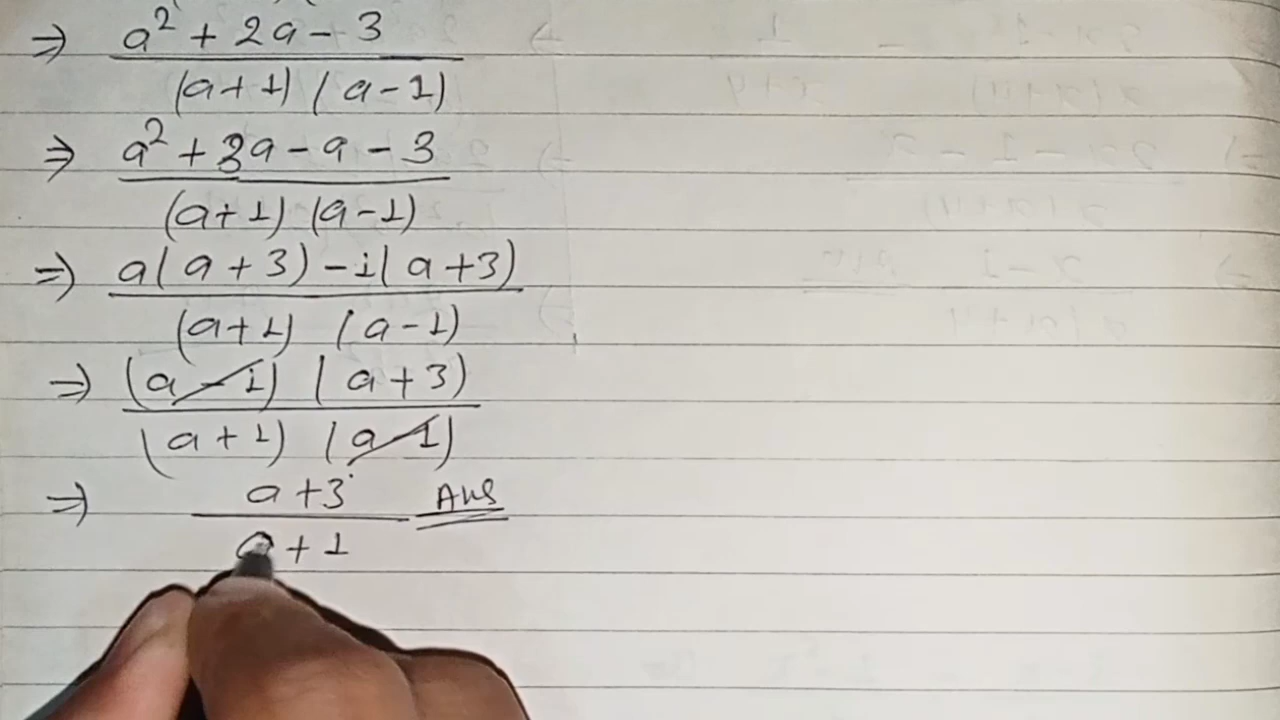 ⇒ a² + 2a - 3
(a+1) (a-1)
⇒ a² + 3a - a - 3
(a+1) (a-1)
⇒ a(a+3) - 1(a+3)
(a+1) (a-1)
⇒ (a-1) (a+3)
(a+1) (a-1)
⇒ a+3 Ans
a+1